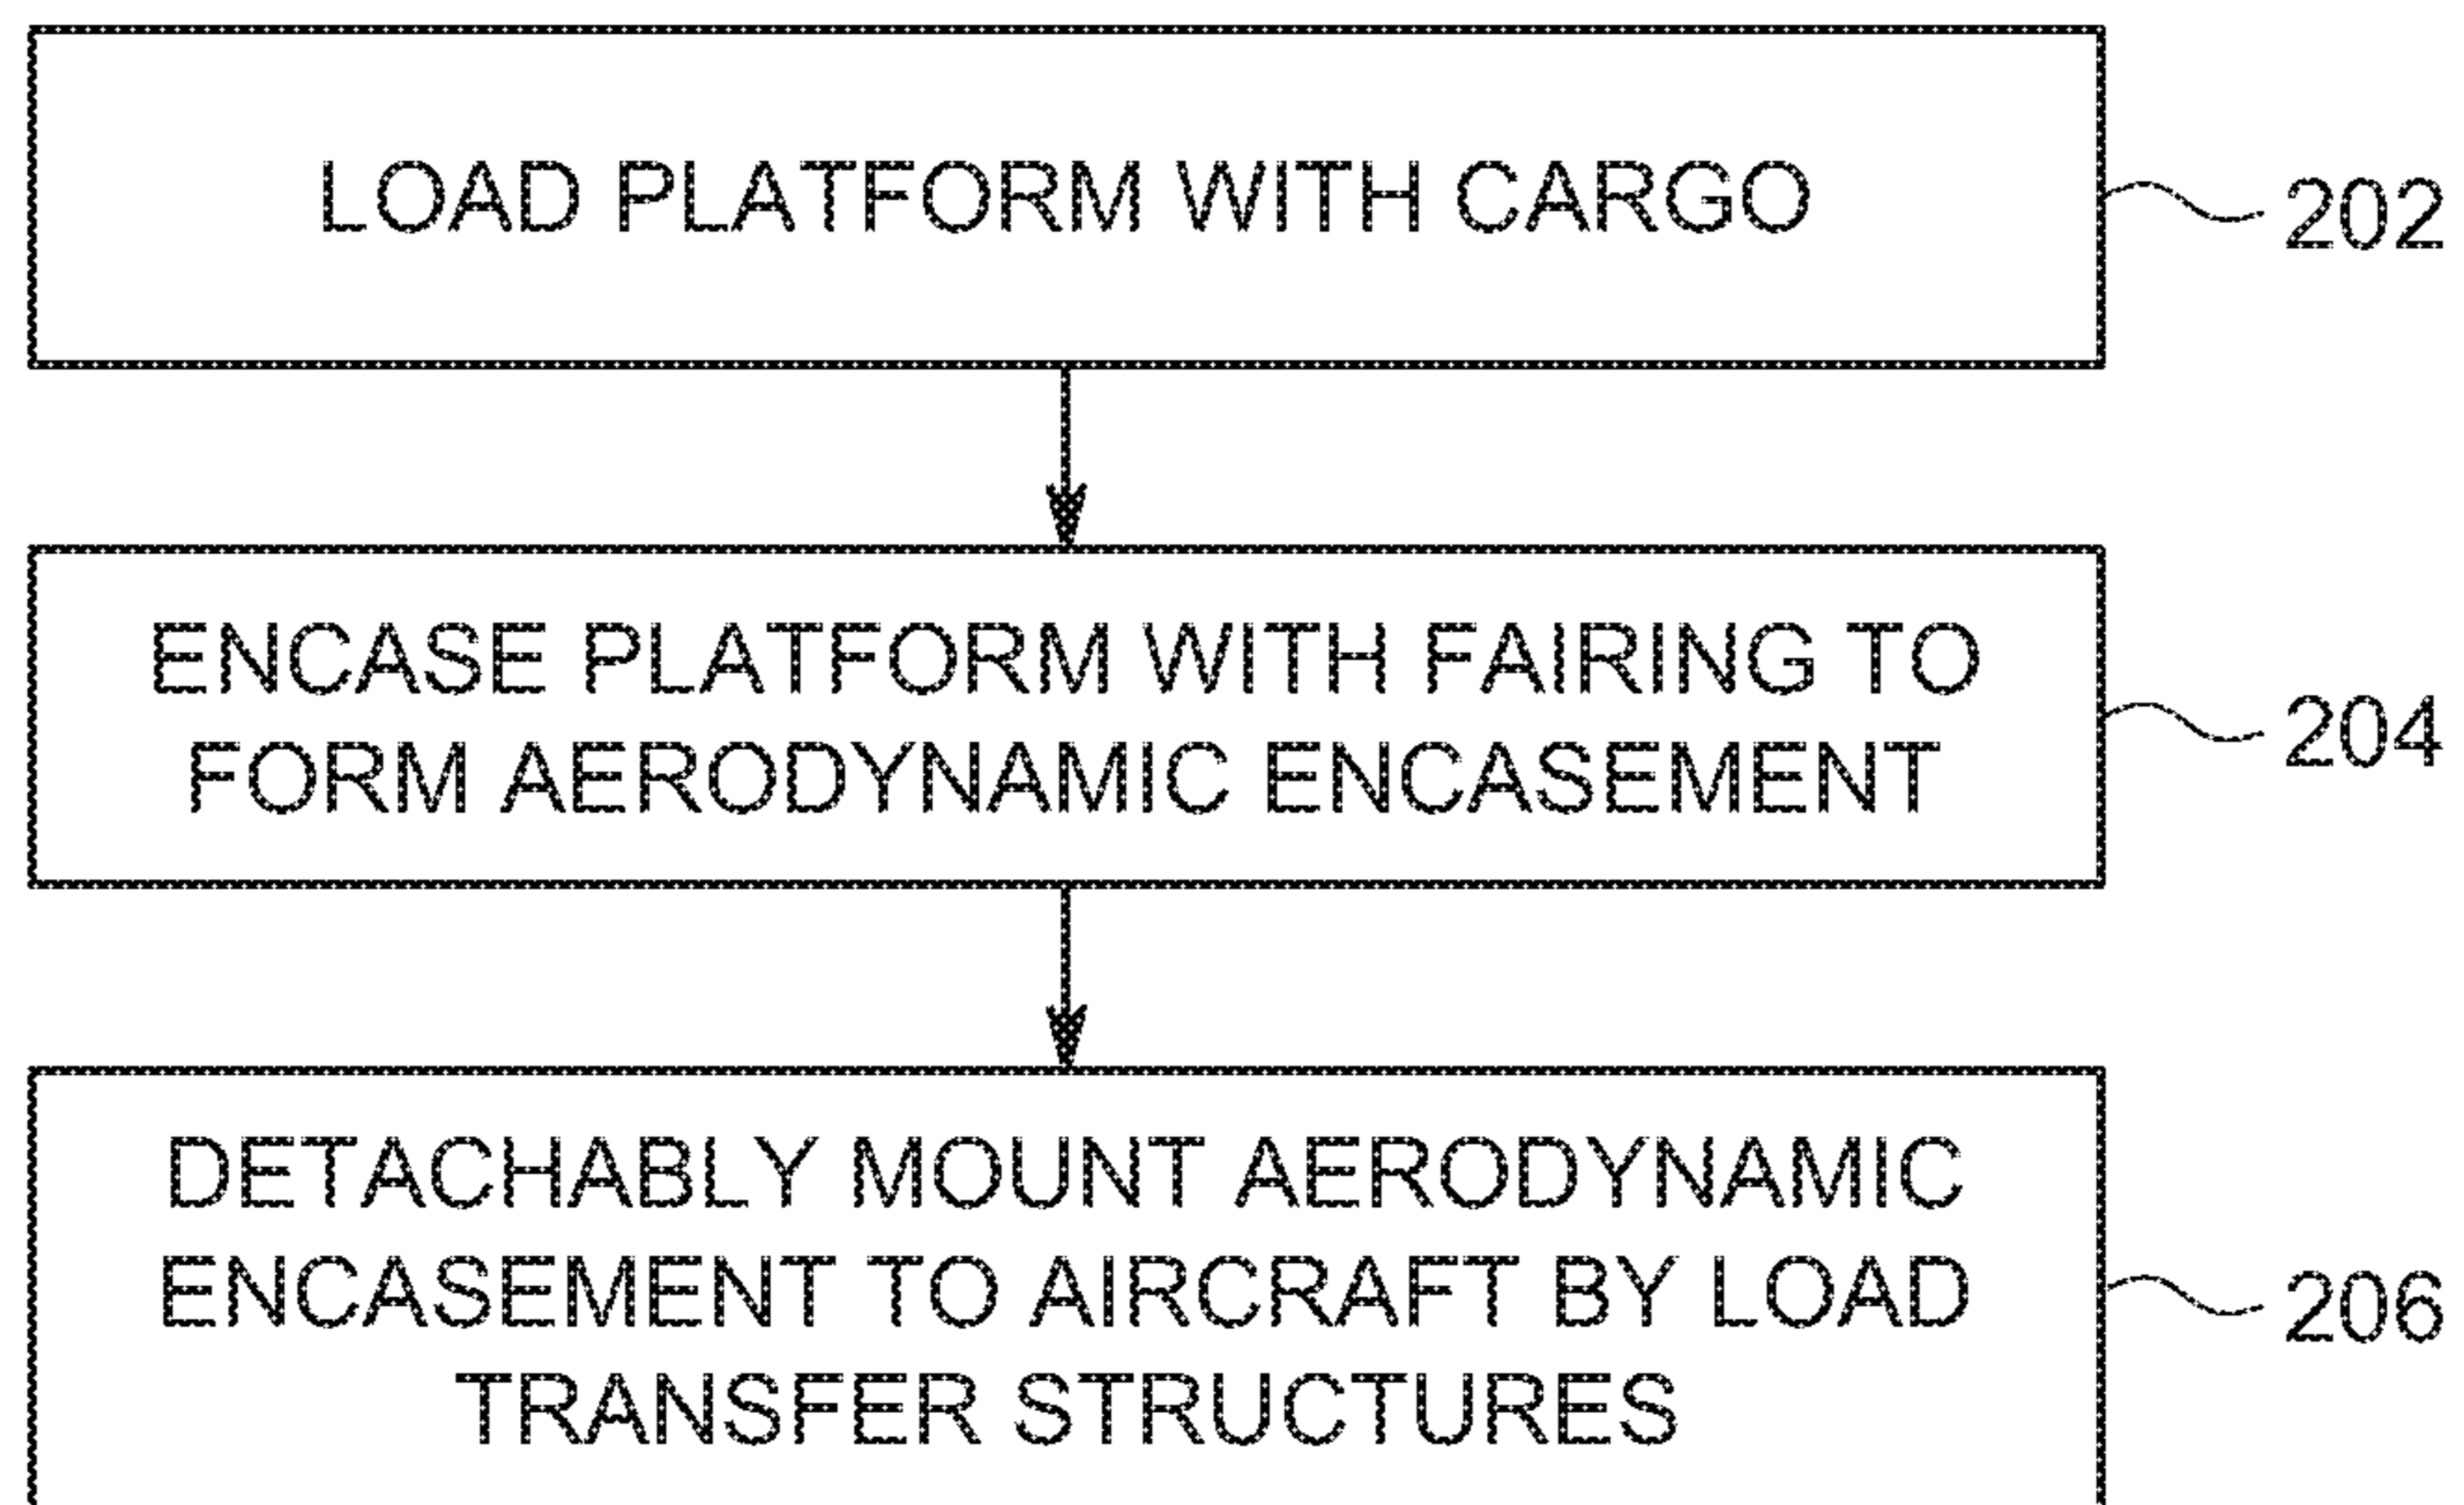 LOAD PLATFORM WITH CARGO
202
ENCASE PLATFORM WITH FAIRING TO
FORM AERODYNAMIC ENCASEMENT
204
DETACHABLY MOUNT AERODYNAMIC
ENCASEMENT TO AIRCRAFT BY LOAD
TRANSFER STRUCTURES
206